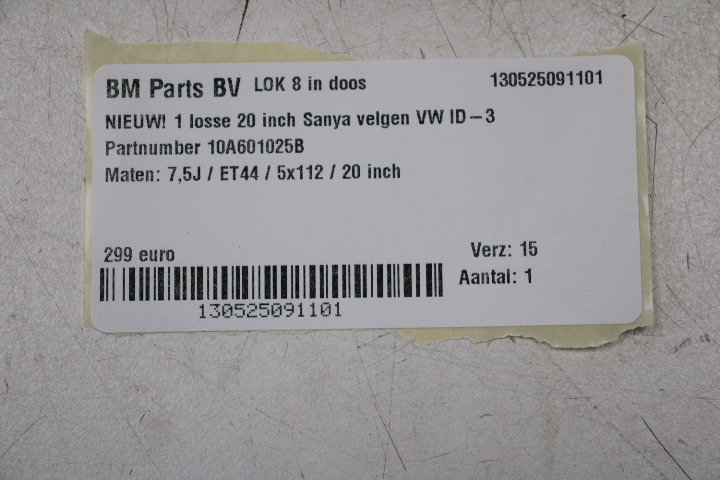 BM Parts BV LOK 8 in doos 130525091101
NIEUW! 1 losse 20 inch Sanya velgen VW ID-3
Partnumber 10A601025B
Maten: 7,5J / ET44 / 5x112 / 20 inch
299 euro Verz: 15
Aantal: 1
130525091101